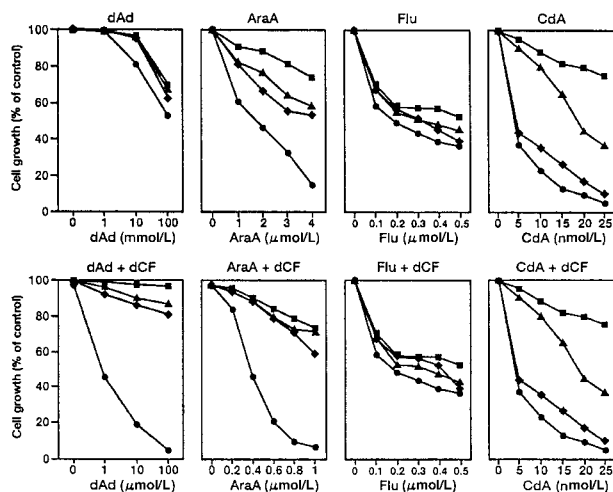 dAd
AraA
Flu
CdA
Cell growth (% of control)
100
80
60
40
20
0
0 1 10 100
0 1 2 3 4
0 0.1 0.2 0.3 0.4 0.5
0 5 10 15 20 25
dAd (mmol/L)
AraA (μmol/L)
Flu (μmol/L)
CdA (nmol/L)
dAd + dCF
AraA + dCF
Flu + dCF
CdA + dCF
Cell growth (% of control)
100
80
60
40
20
0
0 1 10 100
0 0.2 0.4 0.6 0.8 1
0 0.1 0.2 0.3 0.4 0.5
0 5 10 15 20 25
dAd (μmol/L)
AraA (μmol/L)
Flu (μmol/L)
CdA (nmol/L)